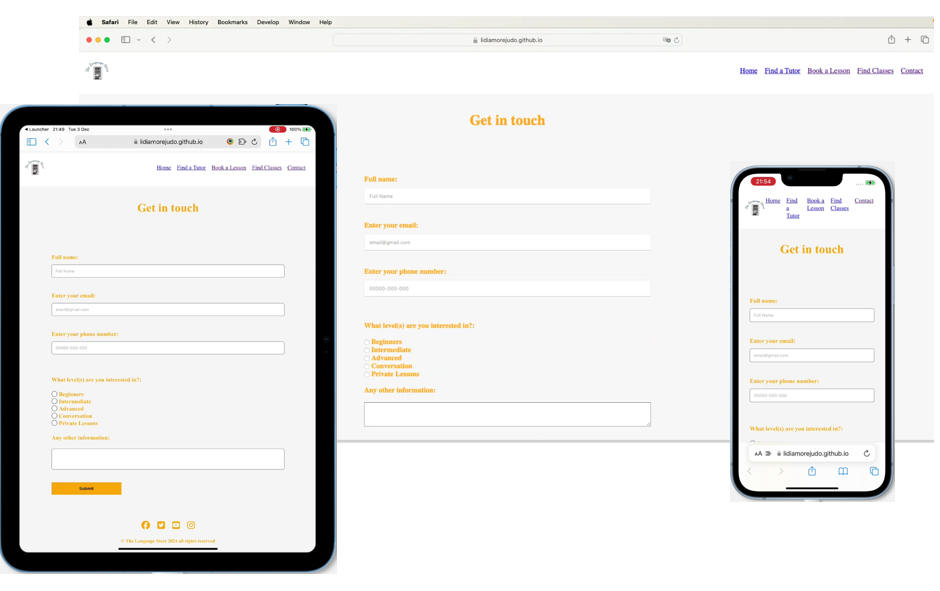 Safari File Edit View History Bookmarks Develop Window Help
lidiamorejudo.github.io
Home Find a Tutor Book a Lesson Find Classes Contact
Get in touch
Full name:
Full Name
Enter your email:
email@gmail.com
Enter your phone number:
00000-000-000
What level(s) are you interested in?:
Beginners
Intermediate
Advanced
Conversation
Private Lessons
Any other information:
Launcher 21:49 Tue 3 Dec 100%
AA lidiamorejudo.github.io
Home Find a Tutor Book a Lesson Find Classes Contact
Get in touch
Full name:
Full Name
Enter your email:
email@gmail.com
Enter your phone number:
00000-000-000
What level(s) are you interested in?:
Beginners
Intermediate
Advanced
Conversation
Private Lessons
Any other information:
Submit
© The Language Store 2024 all rights reserved
21:54
Home Find a Tutor Book a Lesson Find Classes Contact
Get in touch
Full name:
Full Name
Enter your email:
email@gmail.com
Enter your phone number:
00000-000-000
What level(s) are you interested in?:
AA lidiamorejudo.github.io